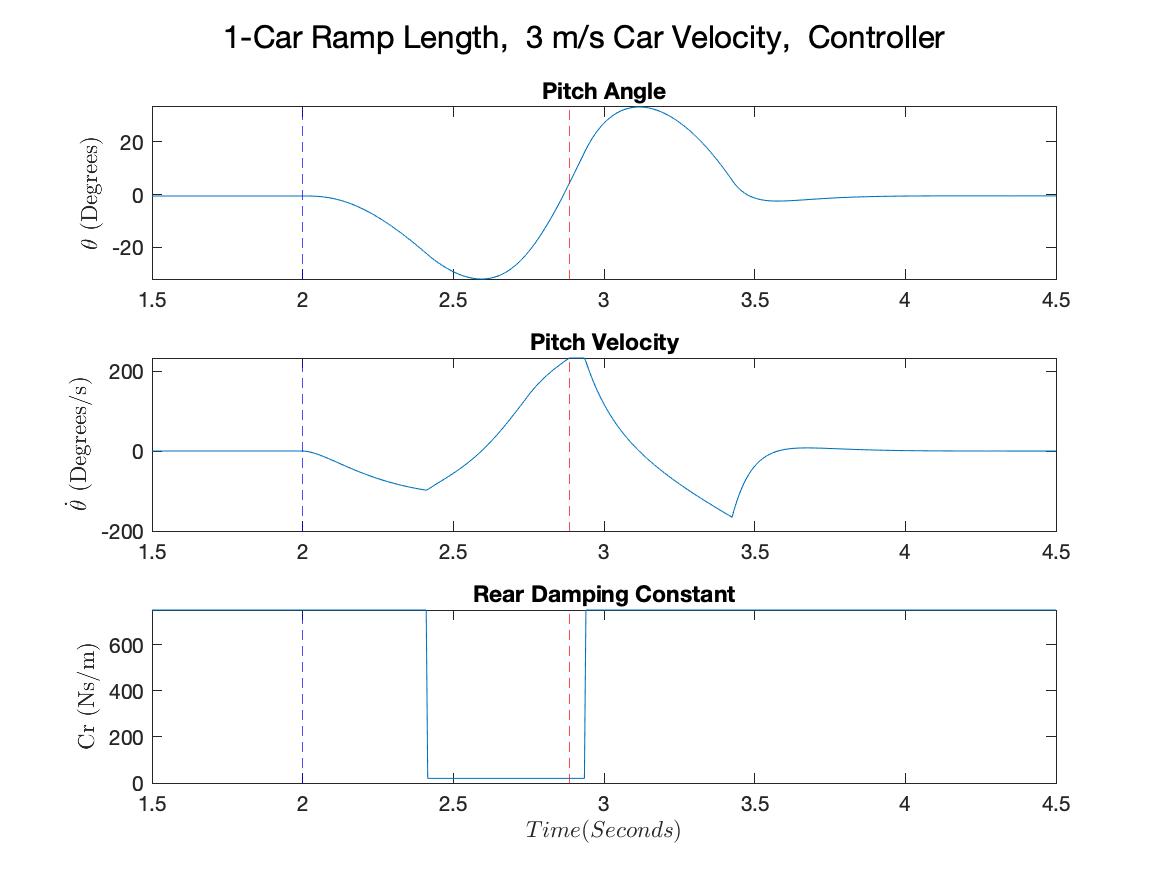 1-Car Ramp Length, 3 m/s Car Velocity, Controller
Pitch Angle
θ (Degrees)
20
0
-20
1.5 2 2.5 3 3.5 4 4.5
Pitch Velocity
θ̇ (Degrees/s)
200
0
-200
1.5 2 2.5 3 3.5 4 4.5
Rear Damping Constant
Cr (Ns/m)
600
400
200
0
1.5 2 2.5 3 3.5 4 4.5
Time(Seconds)